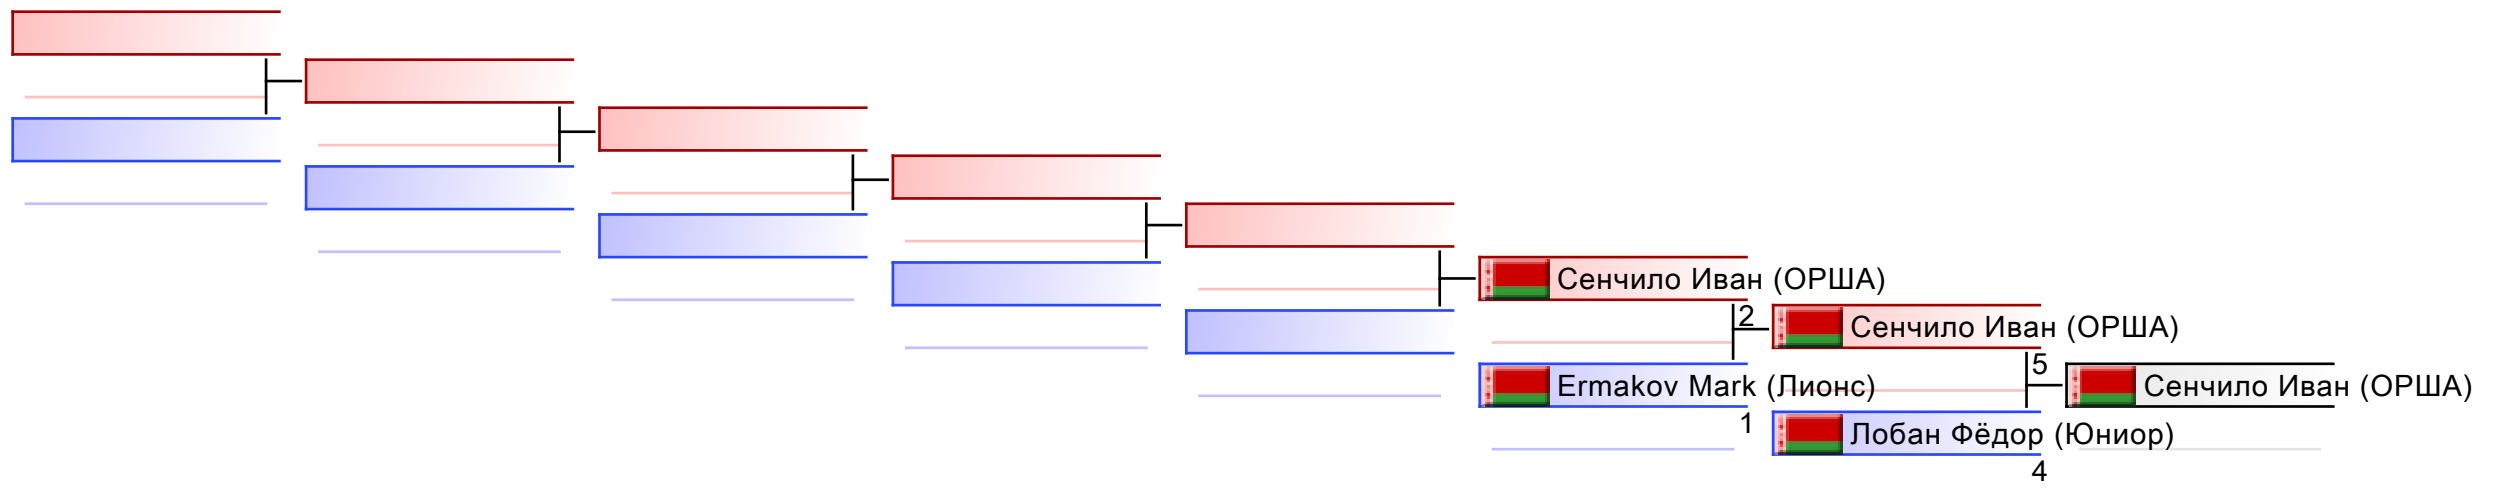 Сенчило Иван (ОРША)
2
Сенчило Иван (ОРША)
5
Ermakov Mark (Лионс)
Сенчило Иван (ОРША)
1
Лобан Фёдор (Юниор)
4